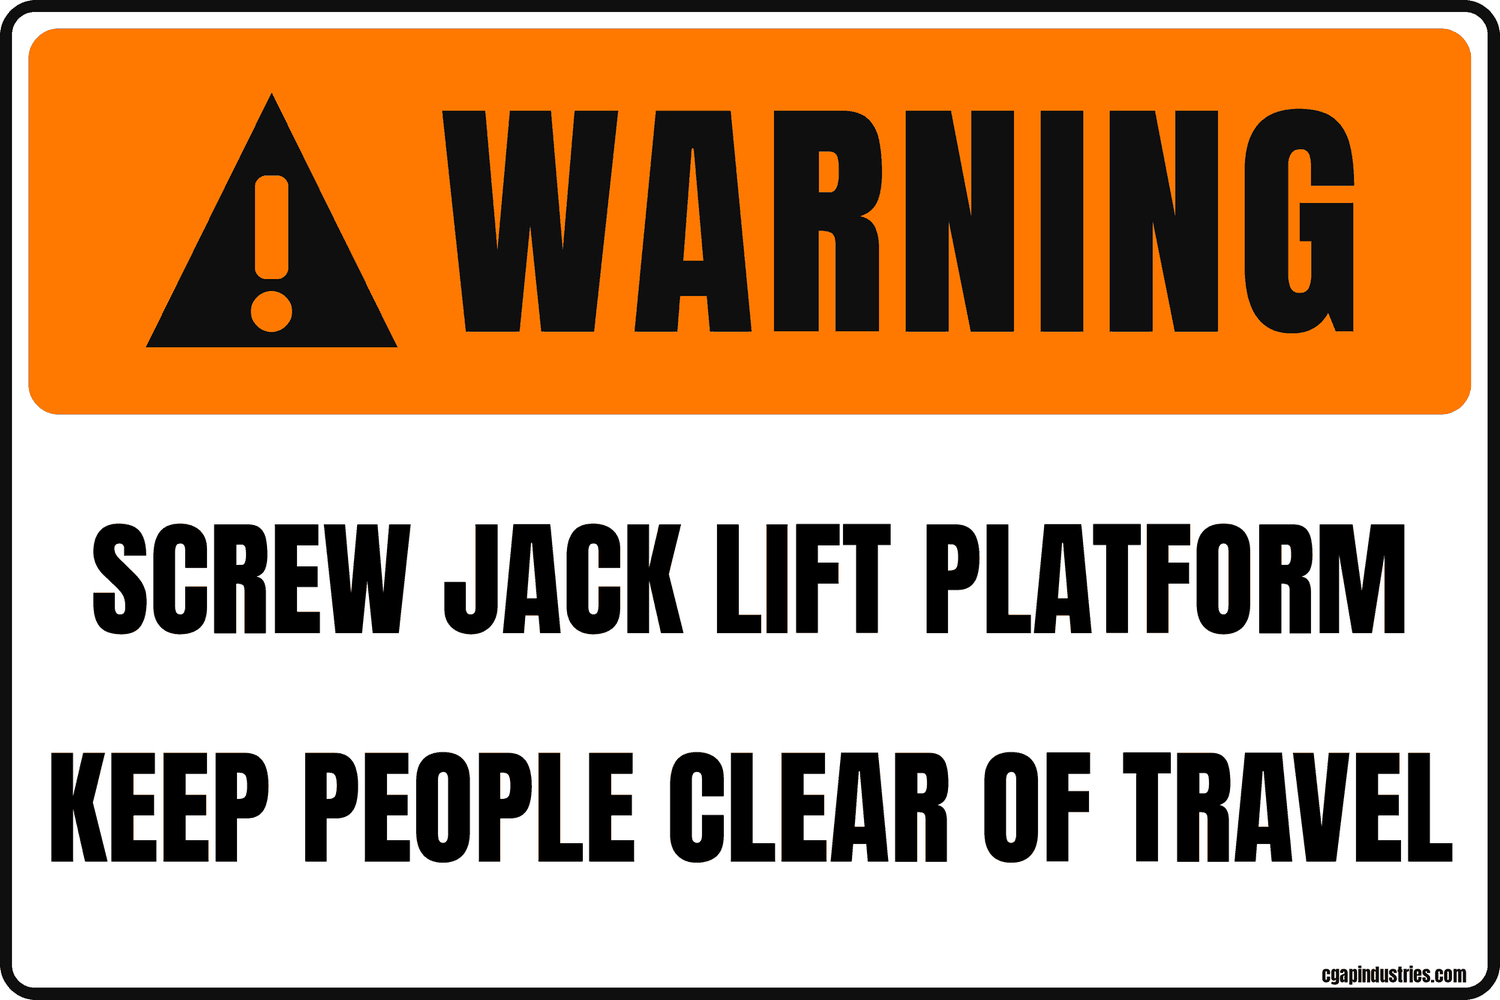 WARNING
SCREW JACK LIFT PLATFORM
KEEP PEOPLE CLEAR OF TRAVEL
cgapindustries.com